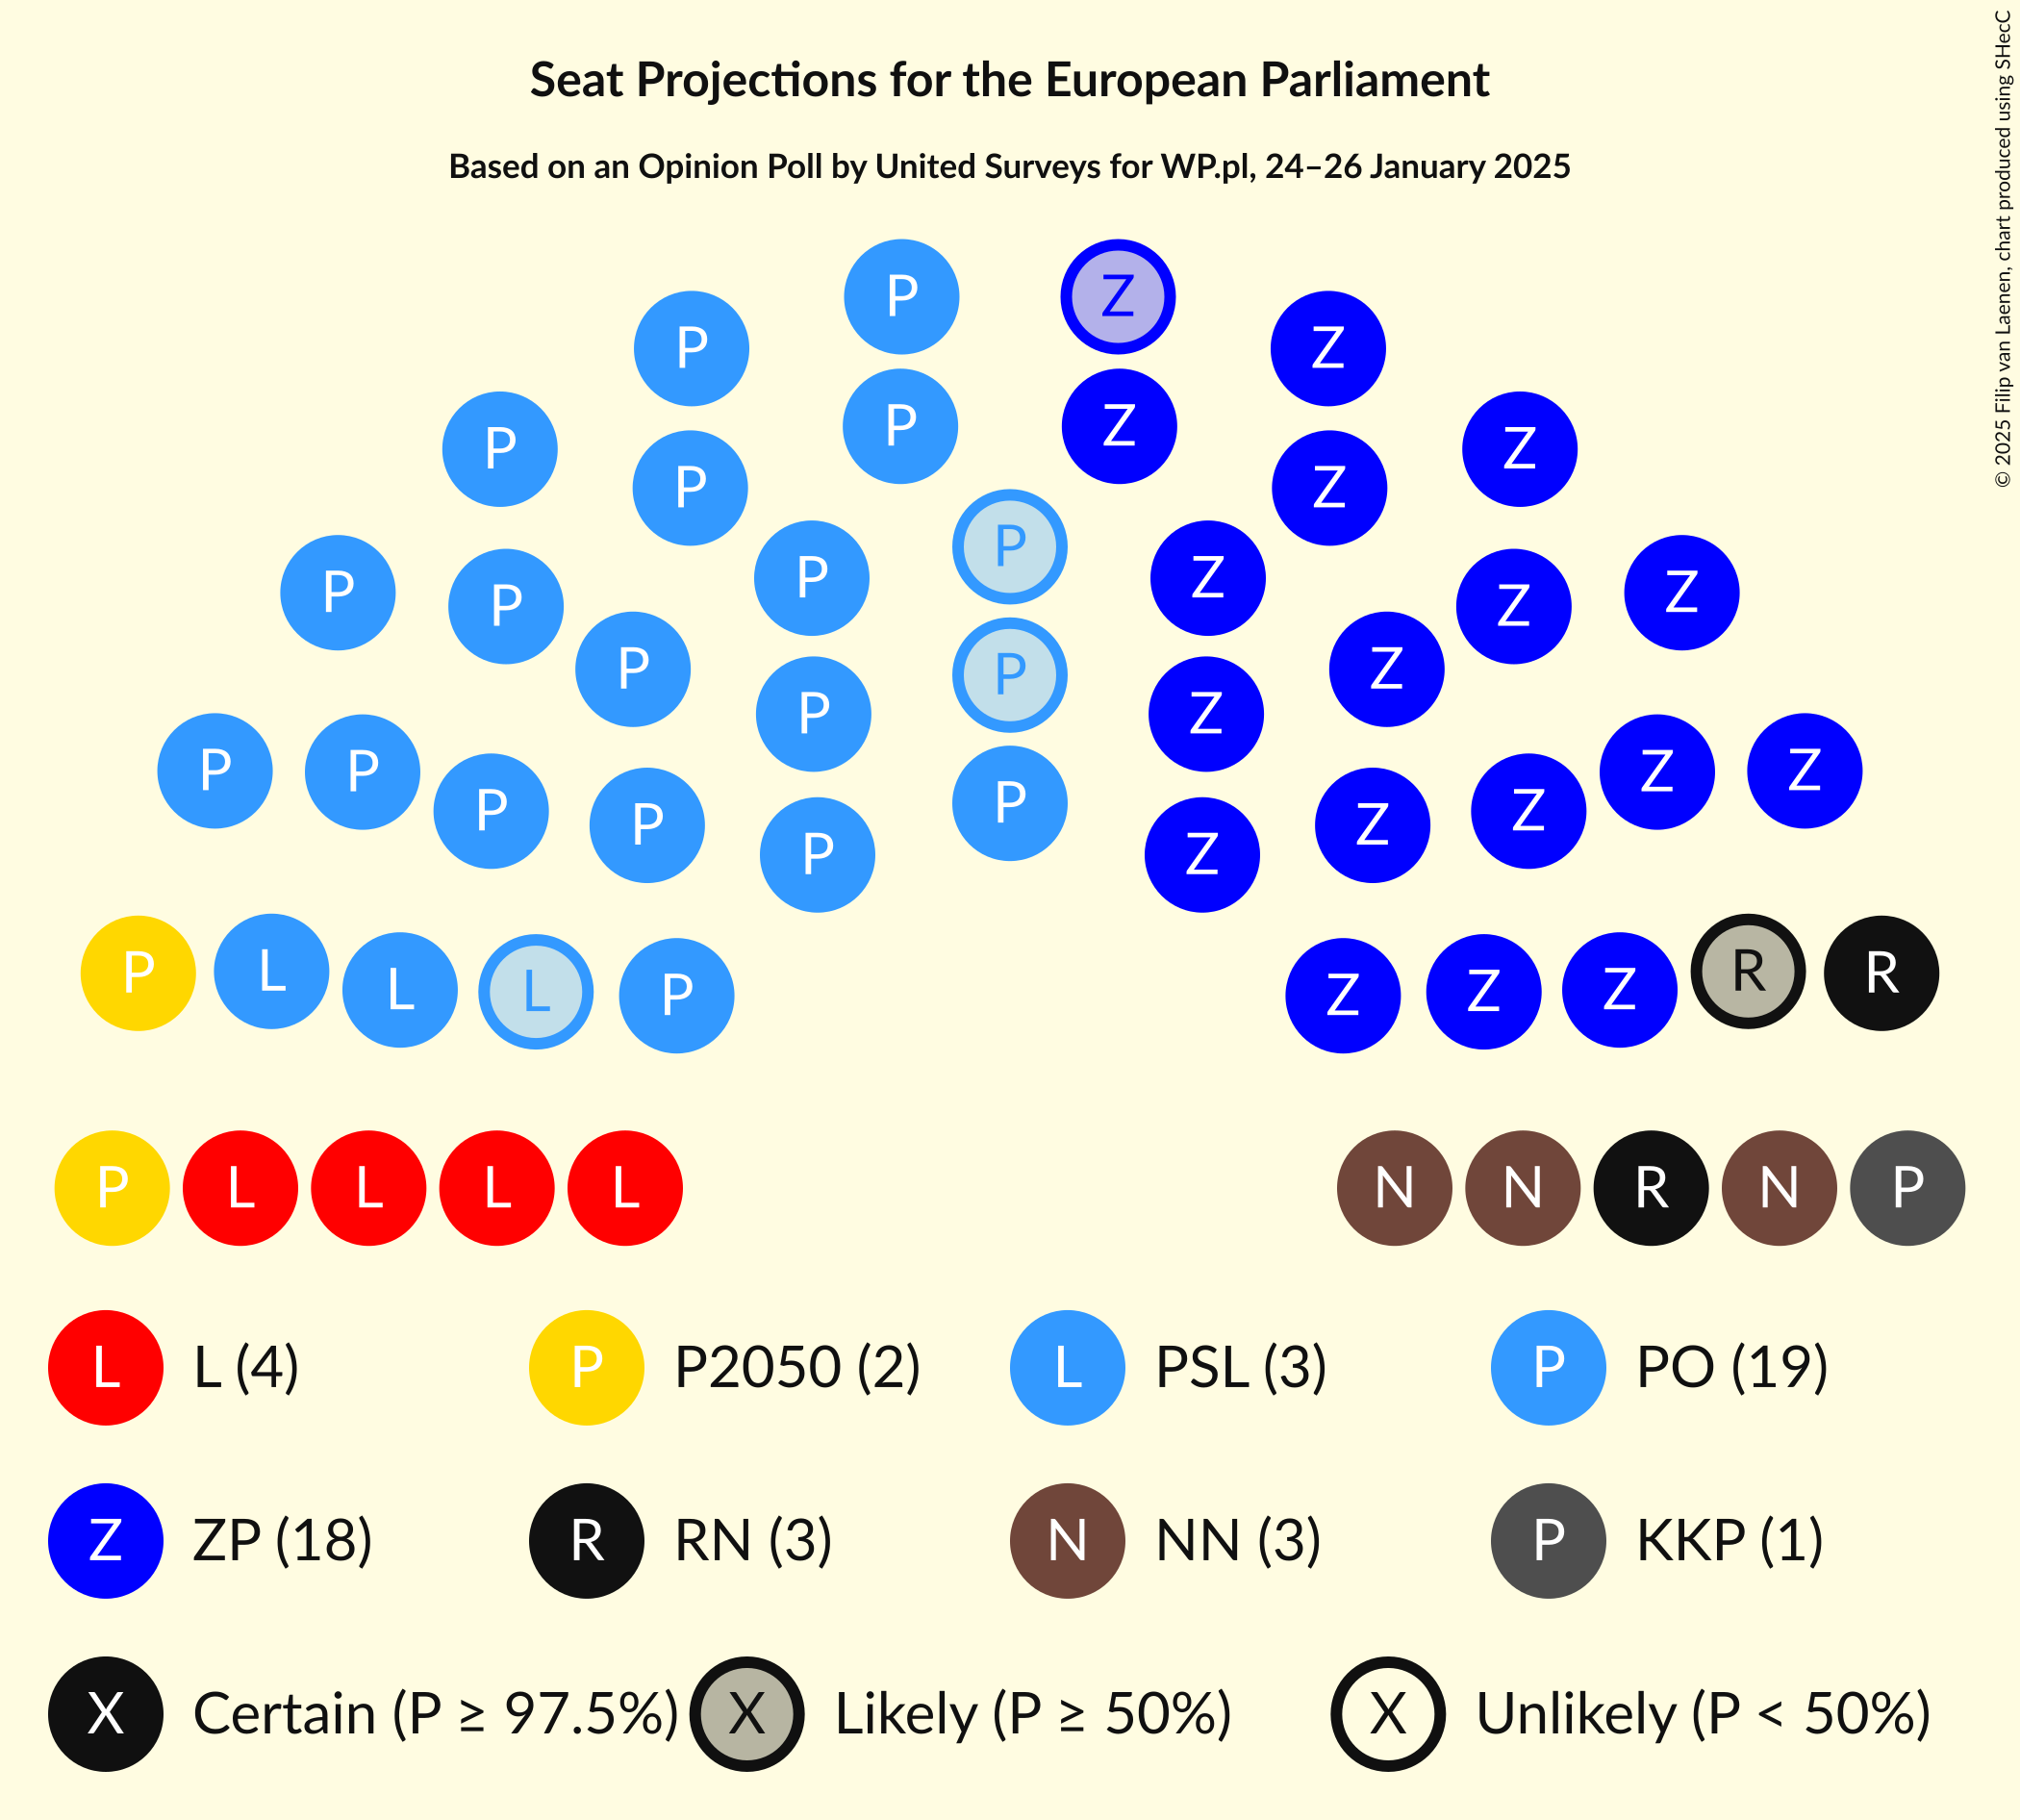 Seat Projections for the European Parliament
Based on an Opinion Poll by United Surveys for WP.pl, 24–26 January 2025
© 2025 Filip van Laenen, chart produced using SHecC
P Z
P Z
P Z
P Z
P Z
P
P Z
P Z
P Z
P Z
P
P Z
P Z
P Z
P Z
P
P Z
P Z
P Z
P L L L P Z Z Z R R
P L L L L N N R N P
L L (4) P P2050 (2) L PSL (3) P PO (19)
Z ZP (18) R RN (3) N NN (3) P KKP (1)
X Certain (P ≥ 97.5%) X Likely (P ≥ 50%) X Unlikely (P < 50%)